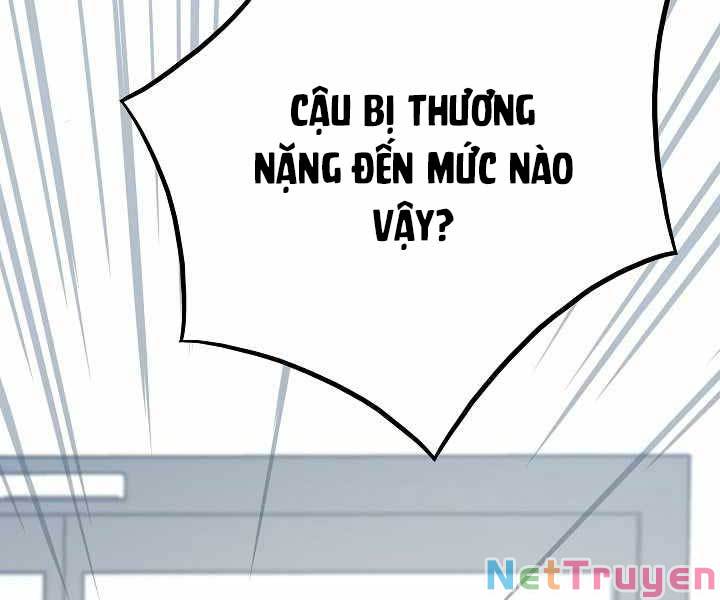 CẬU BỊ THƯƠNG
NẶNG ĐẾN MỨC NÀO
VẬY?
NetTruyen